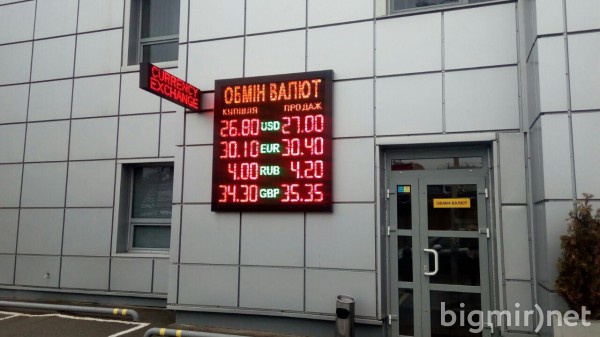 CURRENCY
EXCHANGE
ОБМІН ВАЛЮТ
КУПІВЛЯ ПРОДАЖ
26.80 USD 27.00
30.10 EUR 30.40
4.00 RUB 4.20
34.30 GBP 35.35
ОБМІН ВАЛЮТ
bigmir)net